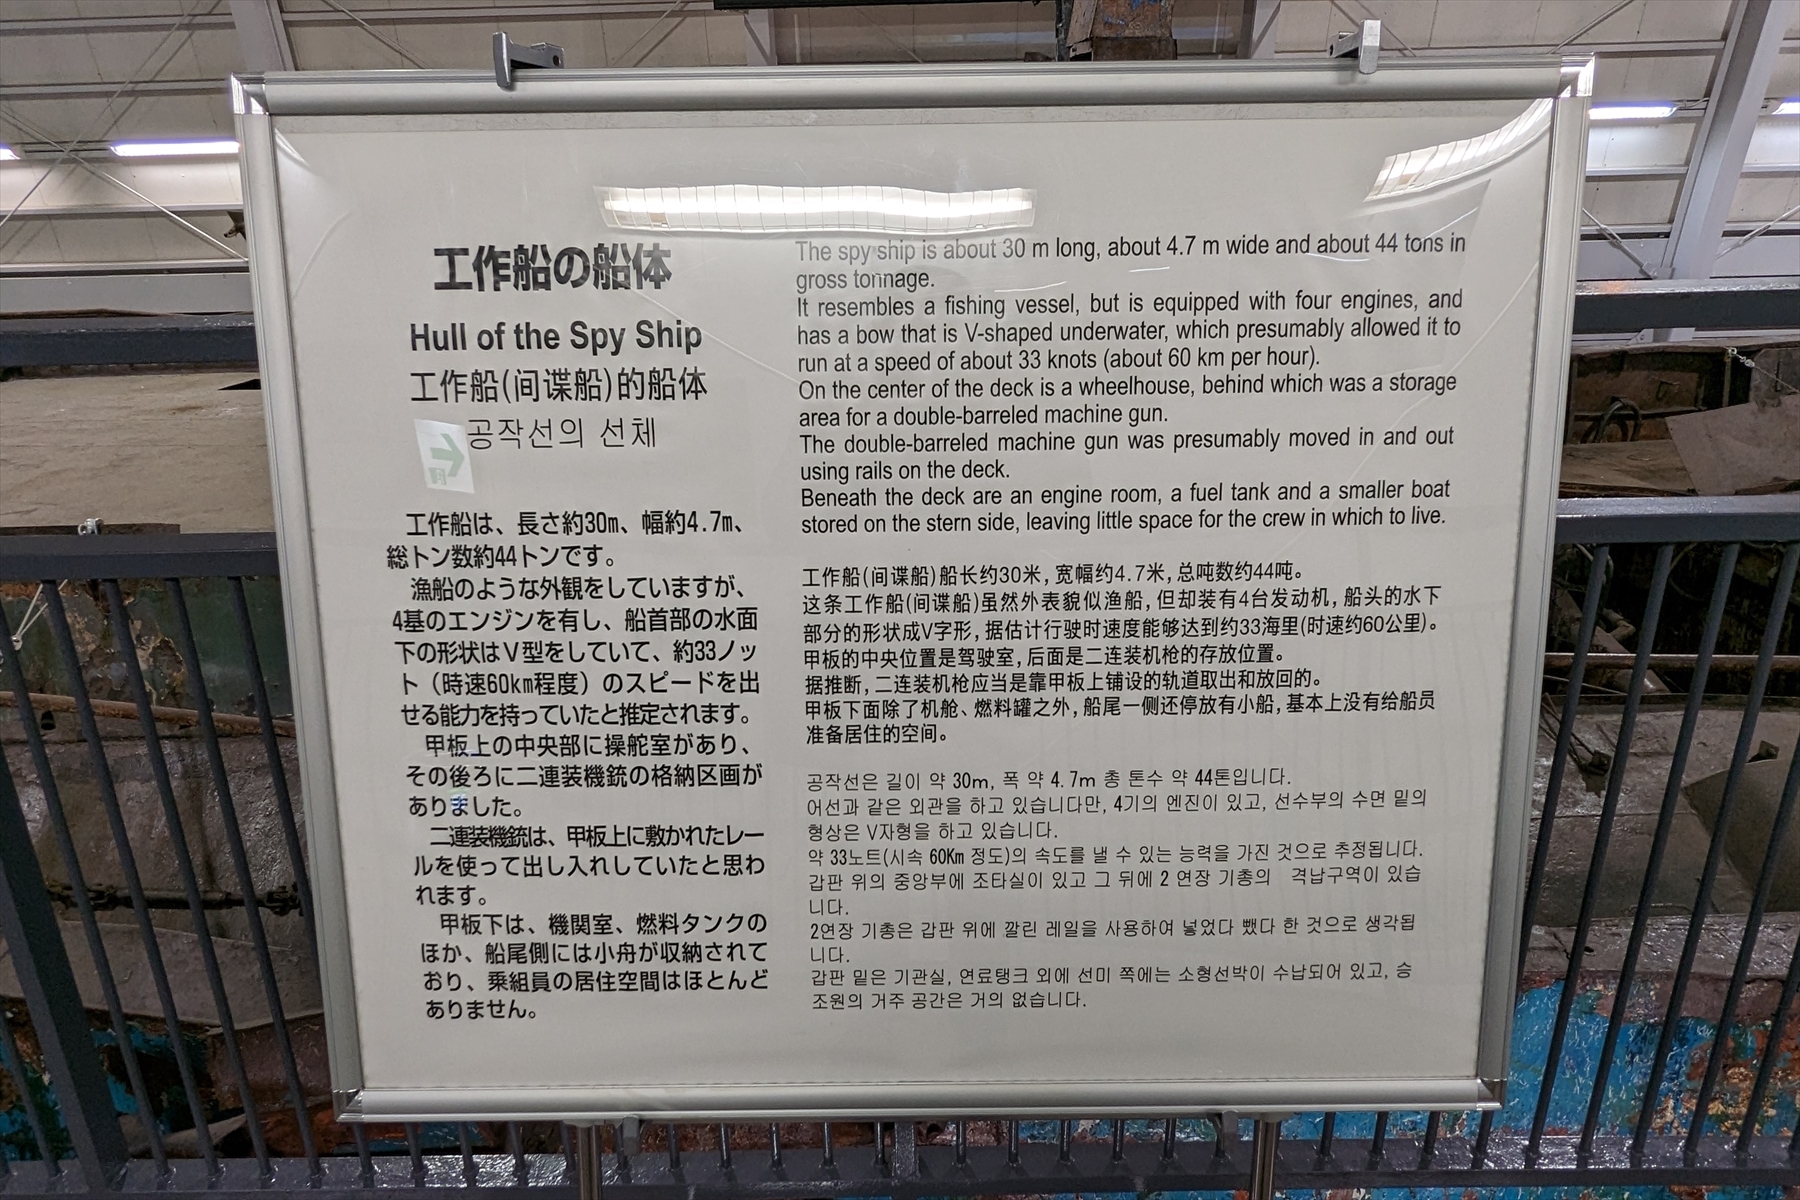 工作船の船体
Hull of the Spy Ship
工作船(间谍船)的船体
공작선의 선체
工作船は、長さ約30m、幅約4.7m、
総トン数約44トンです。
漁船のような外観をしていますが、
4基のエンジンを有し、船首部の水面
下の形状はV型をしていて、約33ノッ
ト（時速60km程度）のスピードを出
せる能力を持っていたと推定されます。
甲板上の中央部に操舵室があり、
その後ろに二連装機銃の格納区画が
ありました。
二連装機銃は、甲板上に敷かれたレー
ルを使って出し入れしていたと思わ
れます。
甲板下は、機関室、燃料タンクの
ほか、船尾側には小舟が収納されて
おり、乗組員の居住空間はほとんど
ありません。
The spy ship is about 30 m long, about 4.7 m wide and about 44 tons in
gross tonnage.
It resembles a fishing vessel, but is equipped with four engines, and
has a bow that is V-shaped underwater, which presumably allowed it to
run at a speed of about 33 knots (about 60 km per hour).
On the center of the deck is a wheelhouse, behind which was a storage
area for a double-barreled machine gun.
The double-barreled machine gun was presumably moved in and out
using rails on the deck.
Beneath the deck are an engine room, a fuel tank and a smaller boat
stored on the stern side, leaving little space for the crew in which to live.
工作船(间谍船)船长约30米,宽幅约4.7米,总吨数约44吨。
这条工作船(间谍船)虽然外表貌似渔船,但却装有4台发动机,船头的水下
部分的形状成V字形,据估计行驶时速度能够达到约33海里(时速约60公里)。
甲板的中央位置是驾驶室,后面是二连装机枪的存放位置。
据推断,二连装机枪应当是靠甲板上铺设的轨道取出和放回的。
甲板下面除了机舱、燃料罐之外,船尾一侧还停放有小船,基本上没有给船员
准备居住的空间。
공작선은 길이 약 30m, 폭 약 4.7m 총 톤수 약 44톤입니다.
어선과 같은 외관을 하고 있습니다만, 4기의 엔진이 있고, 선수부의 수면 밑의
형상은 V자형을 하고 있습니다.
약 33노트(시속 60Km 정도)의 속도를 낼 수 있는 능력을 가진 것으로 추정됩니다.
갑판 위의 중앙부에 조타실이 있고 그 뒤에 2 연장 기총의 격납구역이 있습
니다.
2연장 기총은 갑판 위에 깔린 레일을 사용하여 넣었다 뺐다 한 것으로 생각됩
니다.
갑판 밑은 기관실, 연료탱크 외에 선미 쪽에는 소형선박이 수납되어 있고, 승
조원의 거주 공간은 거의 없습니다.